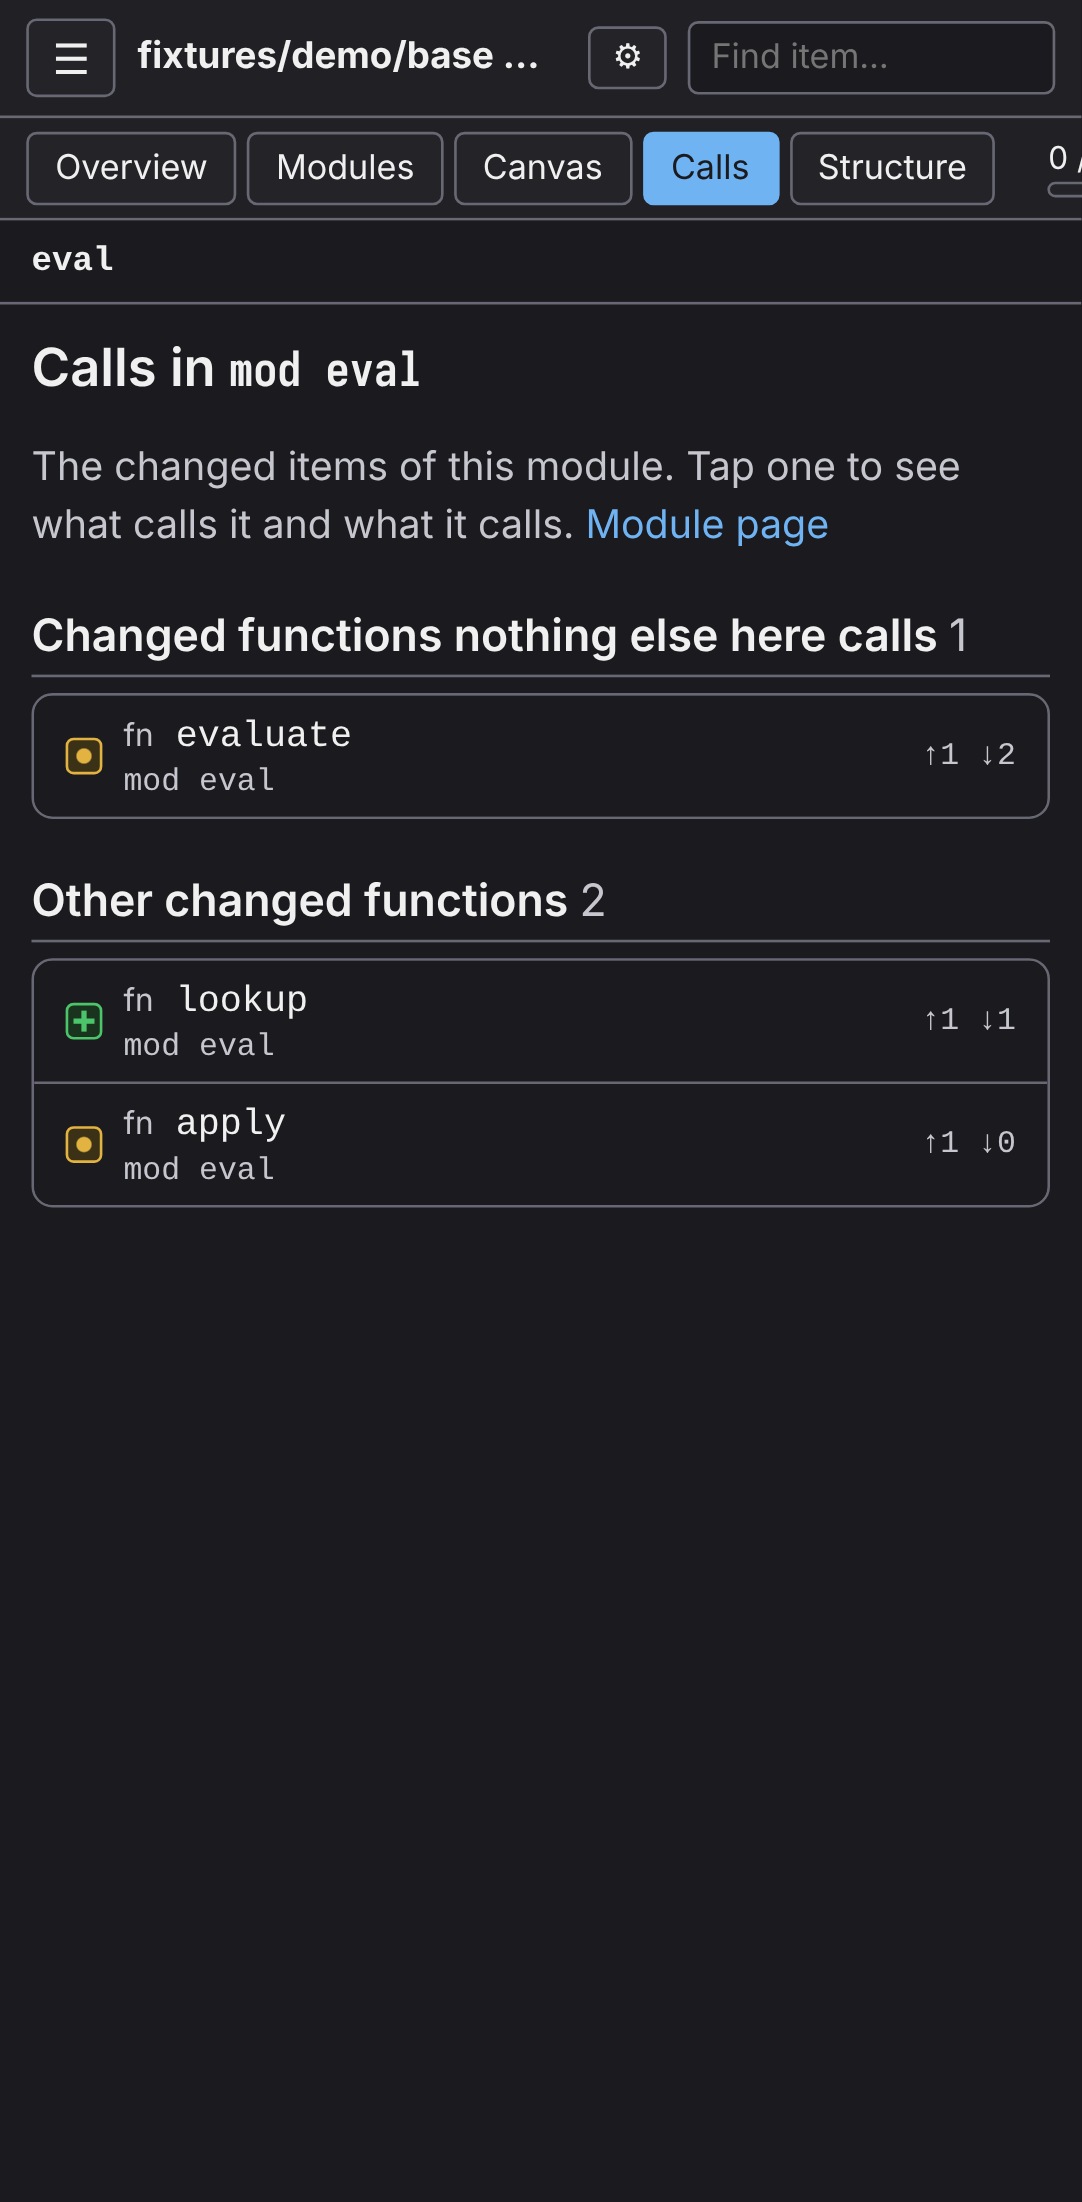 ☰ fixtures/demo/base ... ⚙ Find item...
Overview Modules Canvas Calls Structure 0 /
eval
Calls in mod eval
The changed items of this module. Tap one to see
what calls it and what it calls. Module page
Changed functions nothing else here calls 1
fn evaluate
mod eval
↑1 ↓2
Other changed functions 2
fn lookup
mod eval
↑1 ↓1
fn apply
mod eval
↑1 ↓0